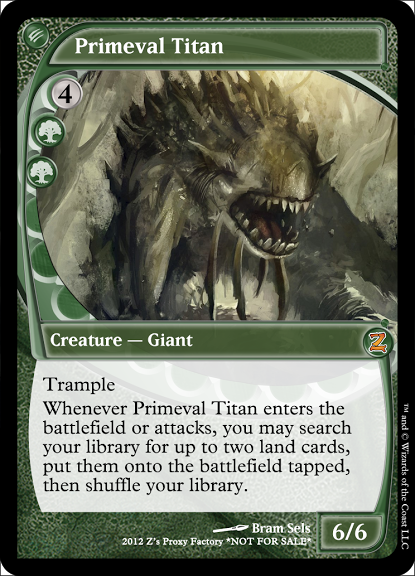 Primeval Titan
4
Creature — Giant
Z
Trample
Whenever Primeval Titan enters the
battlefield or attacks, you may search
your library for up to two land cards,
put them onto the battlefield tapped,
then shuffle your library.
Bram Sels
2012 Z's Proxy Factory *NOT FOR SALE*
6/6
™ and © Wizards of the Coast LLC